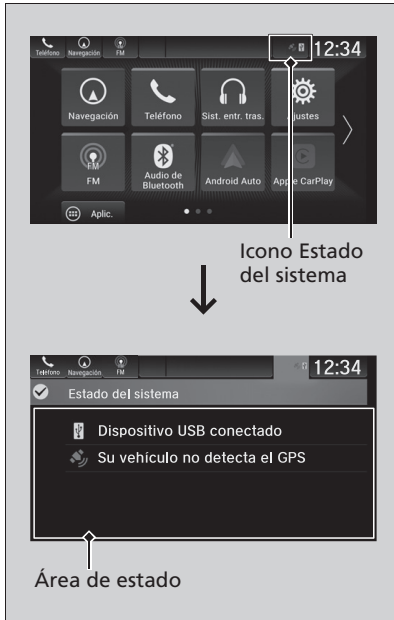 Teléfono Navegación FM 12:34
Navegación Teléfono Sist. entr. tras. Ajustes
FM
FM Audio de Bluetooth Android Auto Apple CarPlay
Aplic.
Icono Estado
del sistema
Teléfono Navegación FM 12:34
Estado del sistema
Dispositivo USB conectado
Su vehículo no detecta el GPS
Área de estado